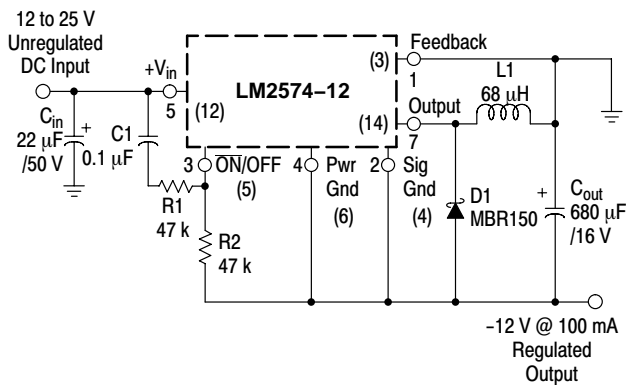 12 to 25 V
Unregulated
DC Input
+Vin
5
(12)
LM2574–12
(3)
Feedback
1
(14)
Output
7
L1
68 μH
Cin
22 μF
/50 V
+
C1
0.1 μF
3
ON/OFF
(5)
4
Pwr
Gnd
(6)
2
Sig
Gnd
(4)
R1
47 k
R2
47 k
D1
MBR150
+
Cout
680 μF
/16 V
–12 V @ 100 mA
Regulated
Output